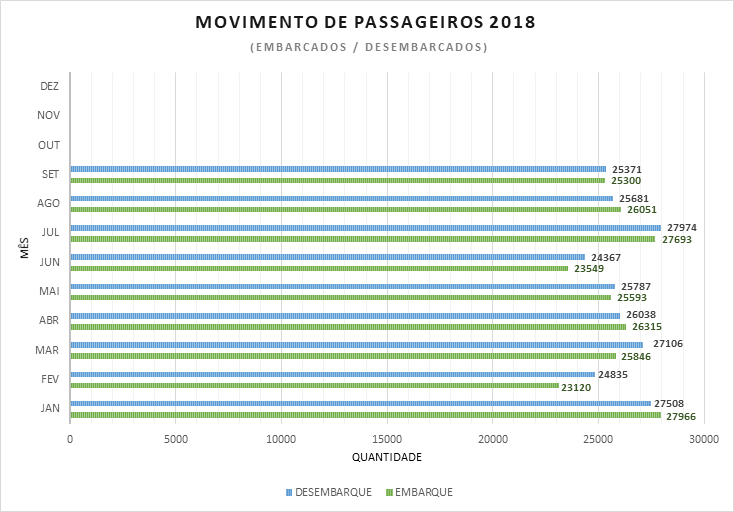 MOVIMENTO DE PASSAGEIROS 2018
(EMBARCADOS / DESEMBARCADOS)
MÊS
DEZ
NOV
OUT
SET 25371
25300
AGO 25681
26051
JUL 27974
27693
JUN 24367
23549
MAI 25787
25593
ABR 26038
26315
MAR 27106
25846
FEV 24835
23120
JAN 27508
27966
0 5000 10000 15000 20000 25000 30000
QUANTIDADE
DESEMBARQUE EMBARQUE